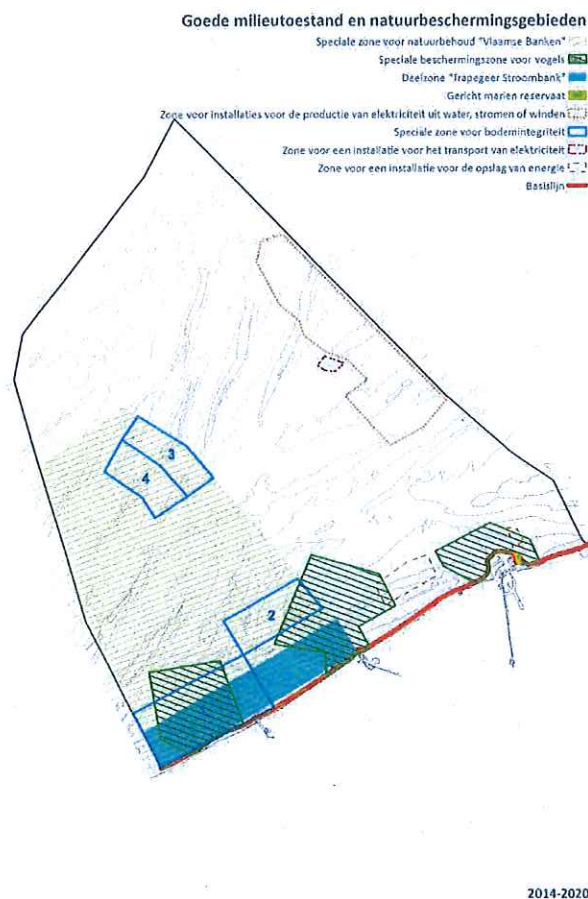 Goede milieutoestand en natuurbeschermingsgebieden
Speciale zone voor natuurbehoud "Vlaamse Banken"
Speciale beschermingszone voor vogels
Deelzone "Trapegeer Stroombank"
Gericht marien reservaat
Zone voor installaties voor de productie van elektriciteit uit water, stromen of winden
Speciale zone voor bodemintegriteit
Zone voor een installatie voor het transport van elektriciteit
Zone voor een installatie voor de opslag van energie
Basislijn
3
4
2
2014-2020